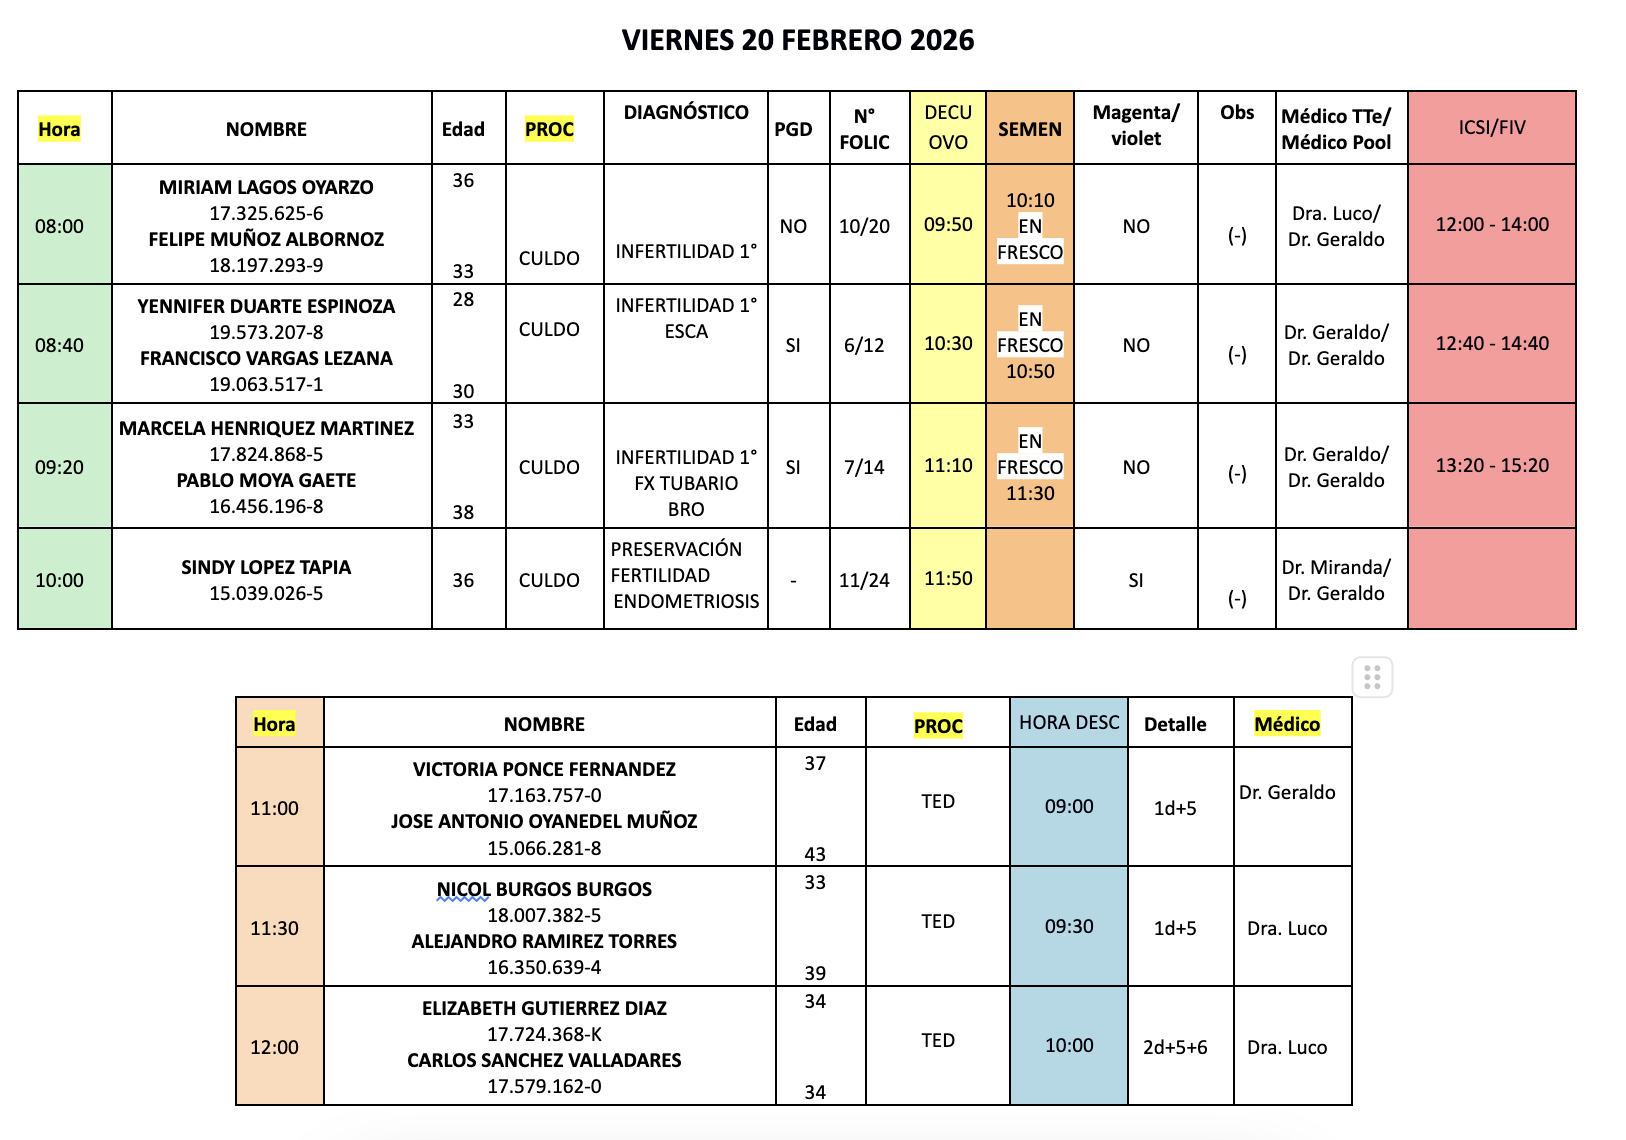 VIERNES 20 FEBRERO 2026
Hora NOMBRE Edad PROC DIAGNÓSTICO PGD N° FOLIC DECU OVO SEMEN Magenta/ violet Obs Médico TTe/ Médico Pool ICSI/FIV
08:00
MIRIAM LAGOS OYARZO
17.325.625-6
FELIPE MUÑOZ ALBORNOZ
18.197.293-9
36
33
CULDO
INFERTILIDAD 1°
NO
10/20
09:50
10:10
EN
FRESCO
NO
(-)
Dra. Luco/
Dr. Geraldo
12:00 - 14:00
08:40
YENNIFER DUARTE ESPINOZA
19.573.207-8
FRANCISCO VARGAS LEZANA
19.063.517-1
28
30
CULDO
INFERTILIDAD 1°
ESCA
SI
6/12
10:30
EN
FRESCO
10:50
NO
(-)
Dr. Geraldo/
Dr. Geraldo
12:40 - 14:40
09:20
MARCELA HENRIQUEZ MARTINEZ
17.824.868-5
PABLO MOYA GAETE
16.456.196-8
33
38
CULDO
INFERTILIDAD 1°
FX TUBARIO
BRO
SI
7/14
11:10
EN
FRESCO
11:30
NO
(-)
Dr. Geraldo/
Dr. Geraldo
13:20 - 15:20
10:00
SINDY LOPEZ TAPIA
15.039.026-5
36
CULDO
PRESERVACIÓN
FERTILIDAD
ENDOMETRIOSIS
-
11/24
11:50
SI
(-)
Dr. Miranda/
Dr. Geraldo
Hora NOMBRE Edad PROC HORA DESC Detalle Médico
11:00
VICTORIA PONCE FERNANDEZ
17.163.757-0
JOSE ANTONIO OYANEDEL MUÑOZ
15.066.281-8
37
43
TED
09:00
1d+5
Dr. Geraldo
11:30
NICOL BURGOS BURGOS
18.007.382-5
ALEJANDRO RAMIREZ TORRES
16.350.639-4
33
39
TED
09:30
1d+5
Dra. Luco
12:00
ELIZABETH GUTIERREZ DIAZ
17.724.368-K
CARLOS SANCHEZ VALLADARES
17.579.162-0
34
34
TED
10:00
2d+5+6
Dra. Luco